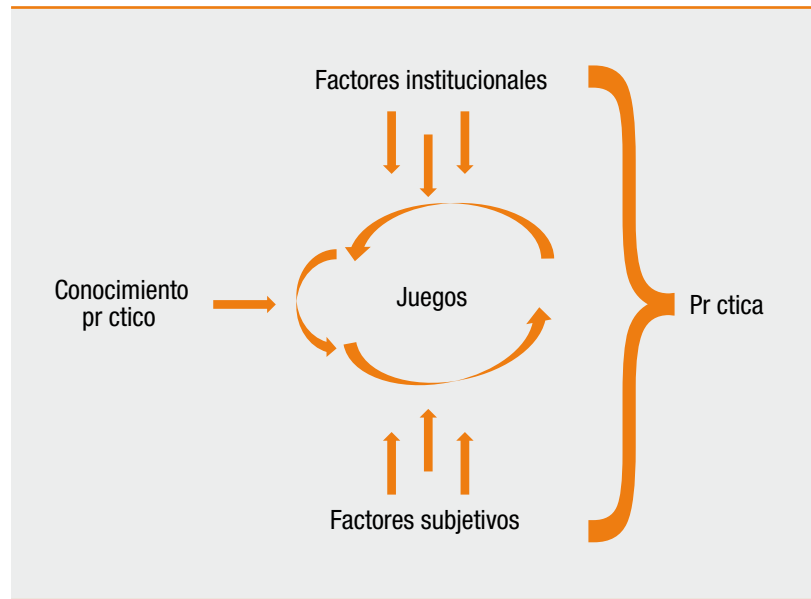 Factores institucionales
Conocimiento
pr ctico
Juegos
Pr ctica
Factores subjetivos